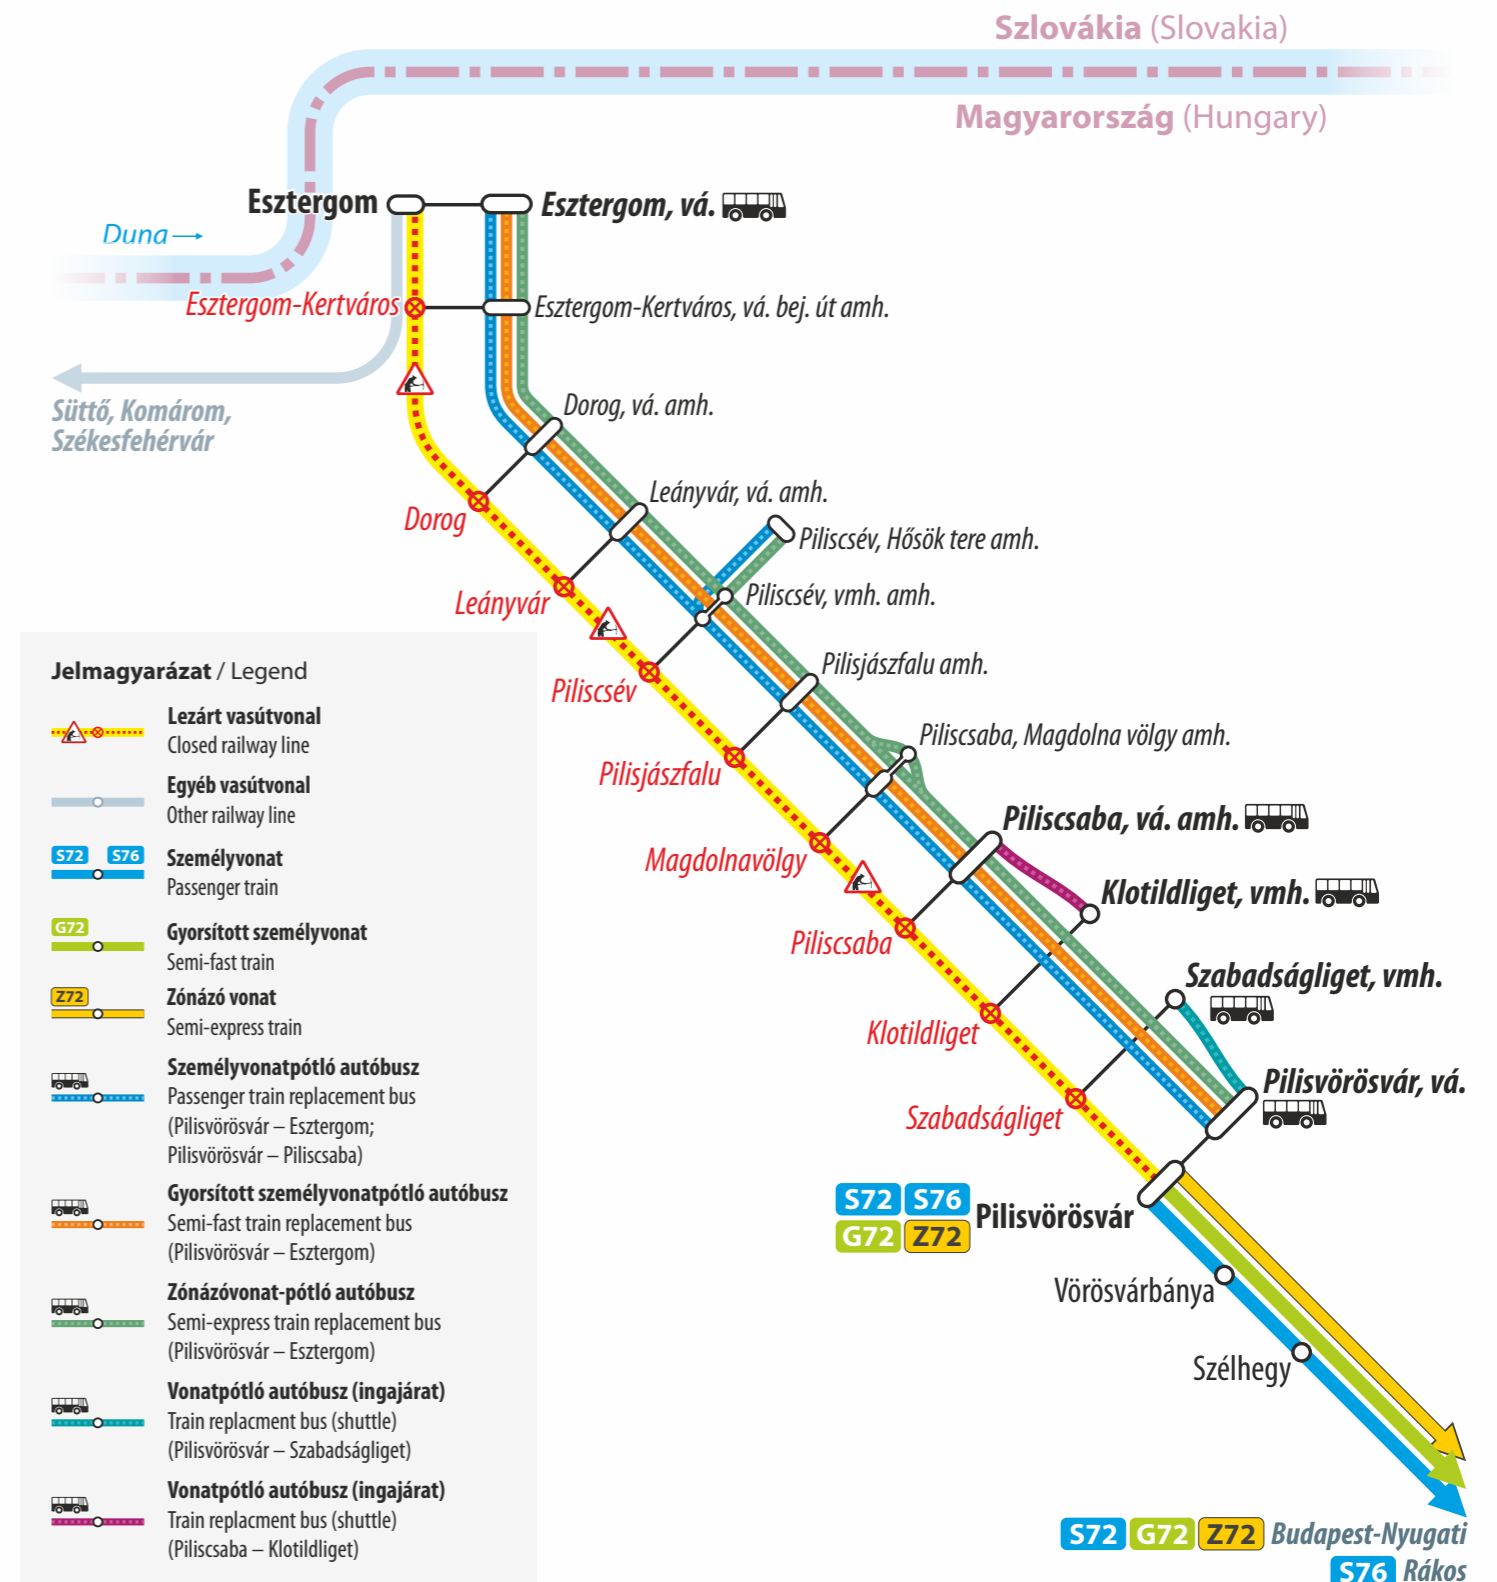 Szlovákia (Slovakia)
Magyarország (Hungary)
Esztergom
Esztergom, vá.
Duna
Esztergom-Kertváros
Esztergom-Kertváros, vá. bej. út amh.
Süttő, Komárom,
Székesfehérvár
Dorog, vá. amh.
Dorog
Leányvár, vá. amh.
Piliscsév, Hősök tere amh.
Leányvár
Piliscsév, vmh. amh.
Piliscsév
Pilisjászfalu amh.
Pilisjászfalu
Piliscsaba, Magdolna völgy amh.
Magdolnavölgy
Piliscsaba, vá. amh.
Piliscsaba
Klotildliget, vmh.
Klotildliget
Szabadságliget, vmh.
Szabadságliget
Pilisvörösvár, vá.
S72 S76
G72 Z72
Pilisvörösvár
Vörösvárbánya
Szélhegy
S72 G72 Z72 Budapest-Nyugati
S76 Rákos
Jelmagyarázat / Legend
Lezárt vasútvonal
Closed railway line
Egyéb vasútvonal
Other railway line
S72 S76
Személyvonat
Passenger train
G72
Gyorsított személyvonat
Semi-fast train
Z72
Zónázó vonat
Semi-express train
Személyvonatpótló autóbusz
Passenger train replacement bus
(Pilisvörösvár – Esztergom;
Pilisvörösvár – Piliscsaba)
Gyorsított személyvonatpótló autóbusz
Semi-fast train replacement bus
(Pilisvörösvár – Esztergom)
Zónázóvonat-pótló autóbusz
Semi-express train replacement bus
(Pilisvörösvár – Esztergom)
Vonatpótló autóbusz (ingajárat)
Train replacment bus (shuttle)
(Pilisvörösvár – Szabadságliget)
Vonatpótló autóbusz (ingajárat)
Train replacment bus (shuttle)
(Piliscsaba – Klotildliget)